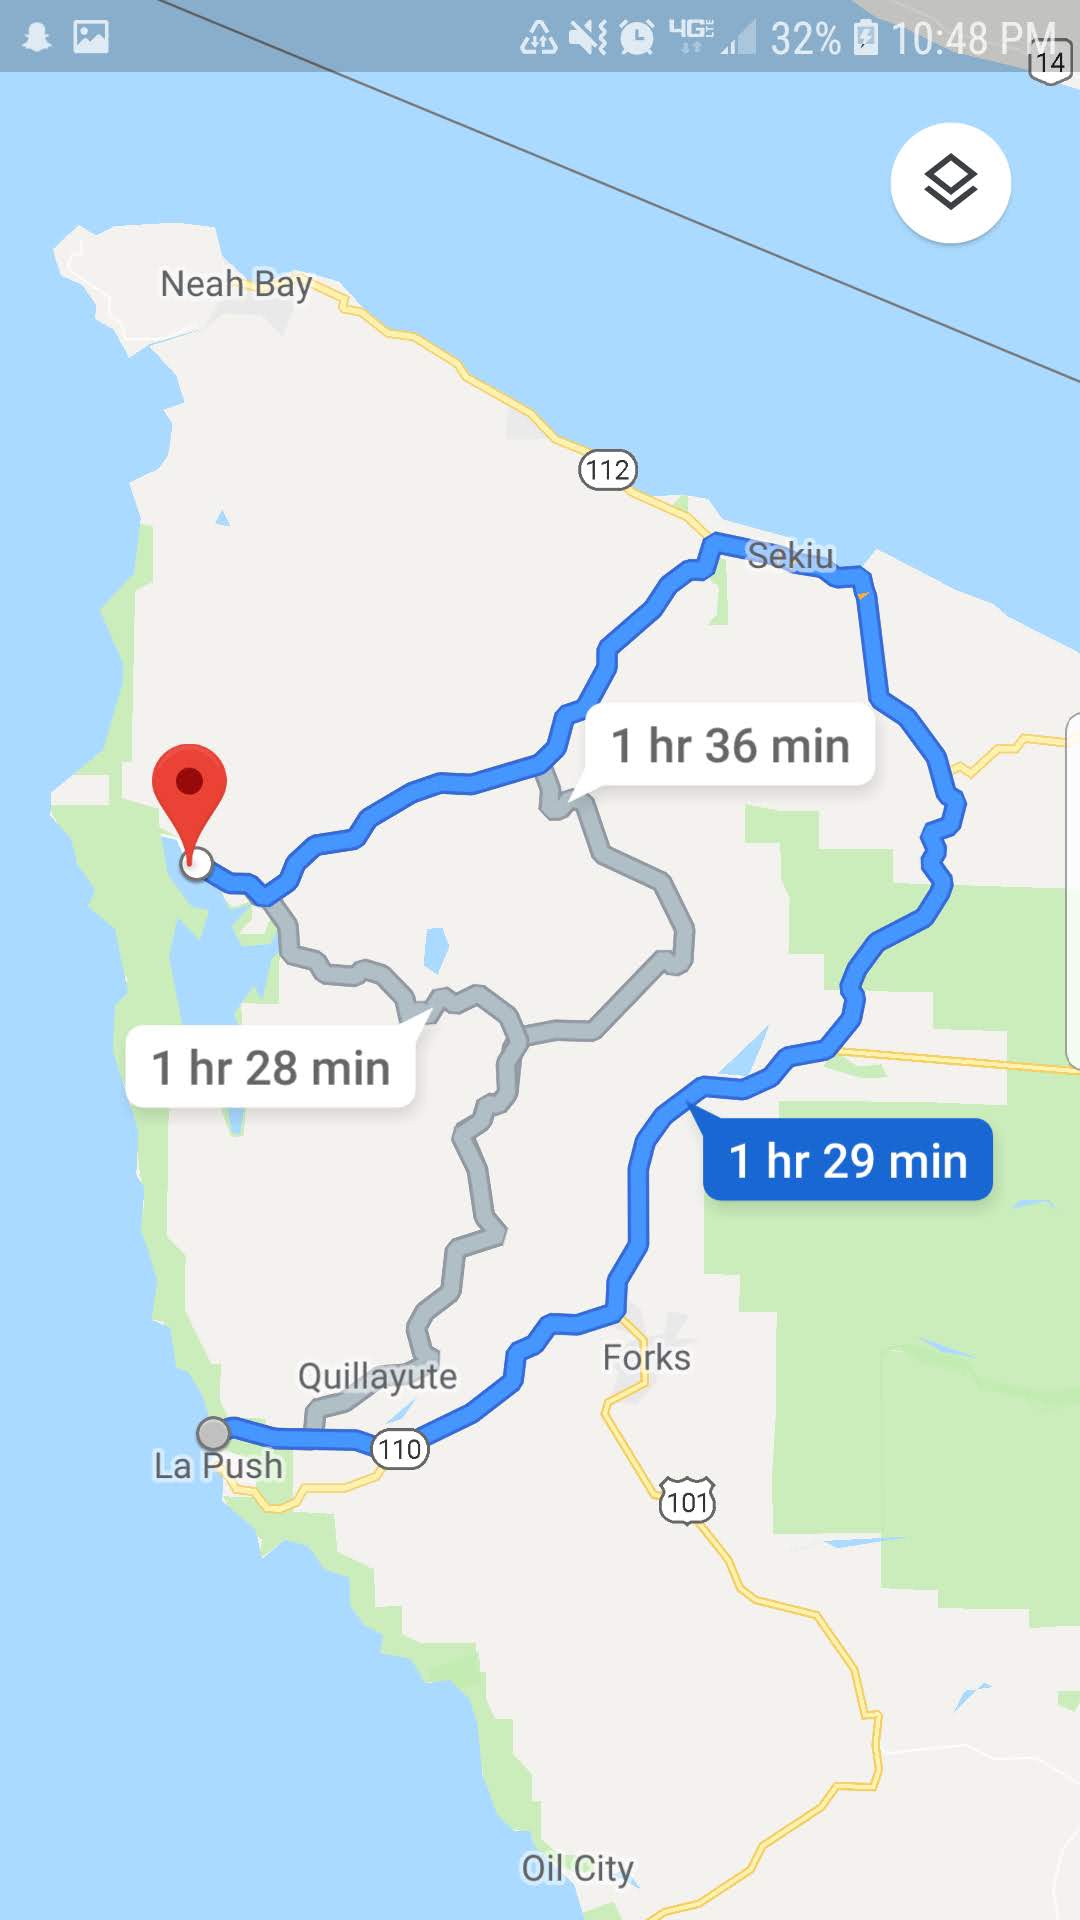 4G LTE 32% 10:48 PM
14
Neah Bay
112
Sekiu
1 hr 36 min
1 hr 28 min
1 hr 29 min
Forks
Quillayute
110
La Push
101
Oil City